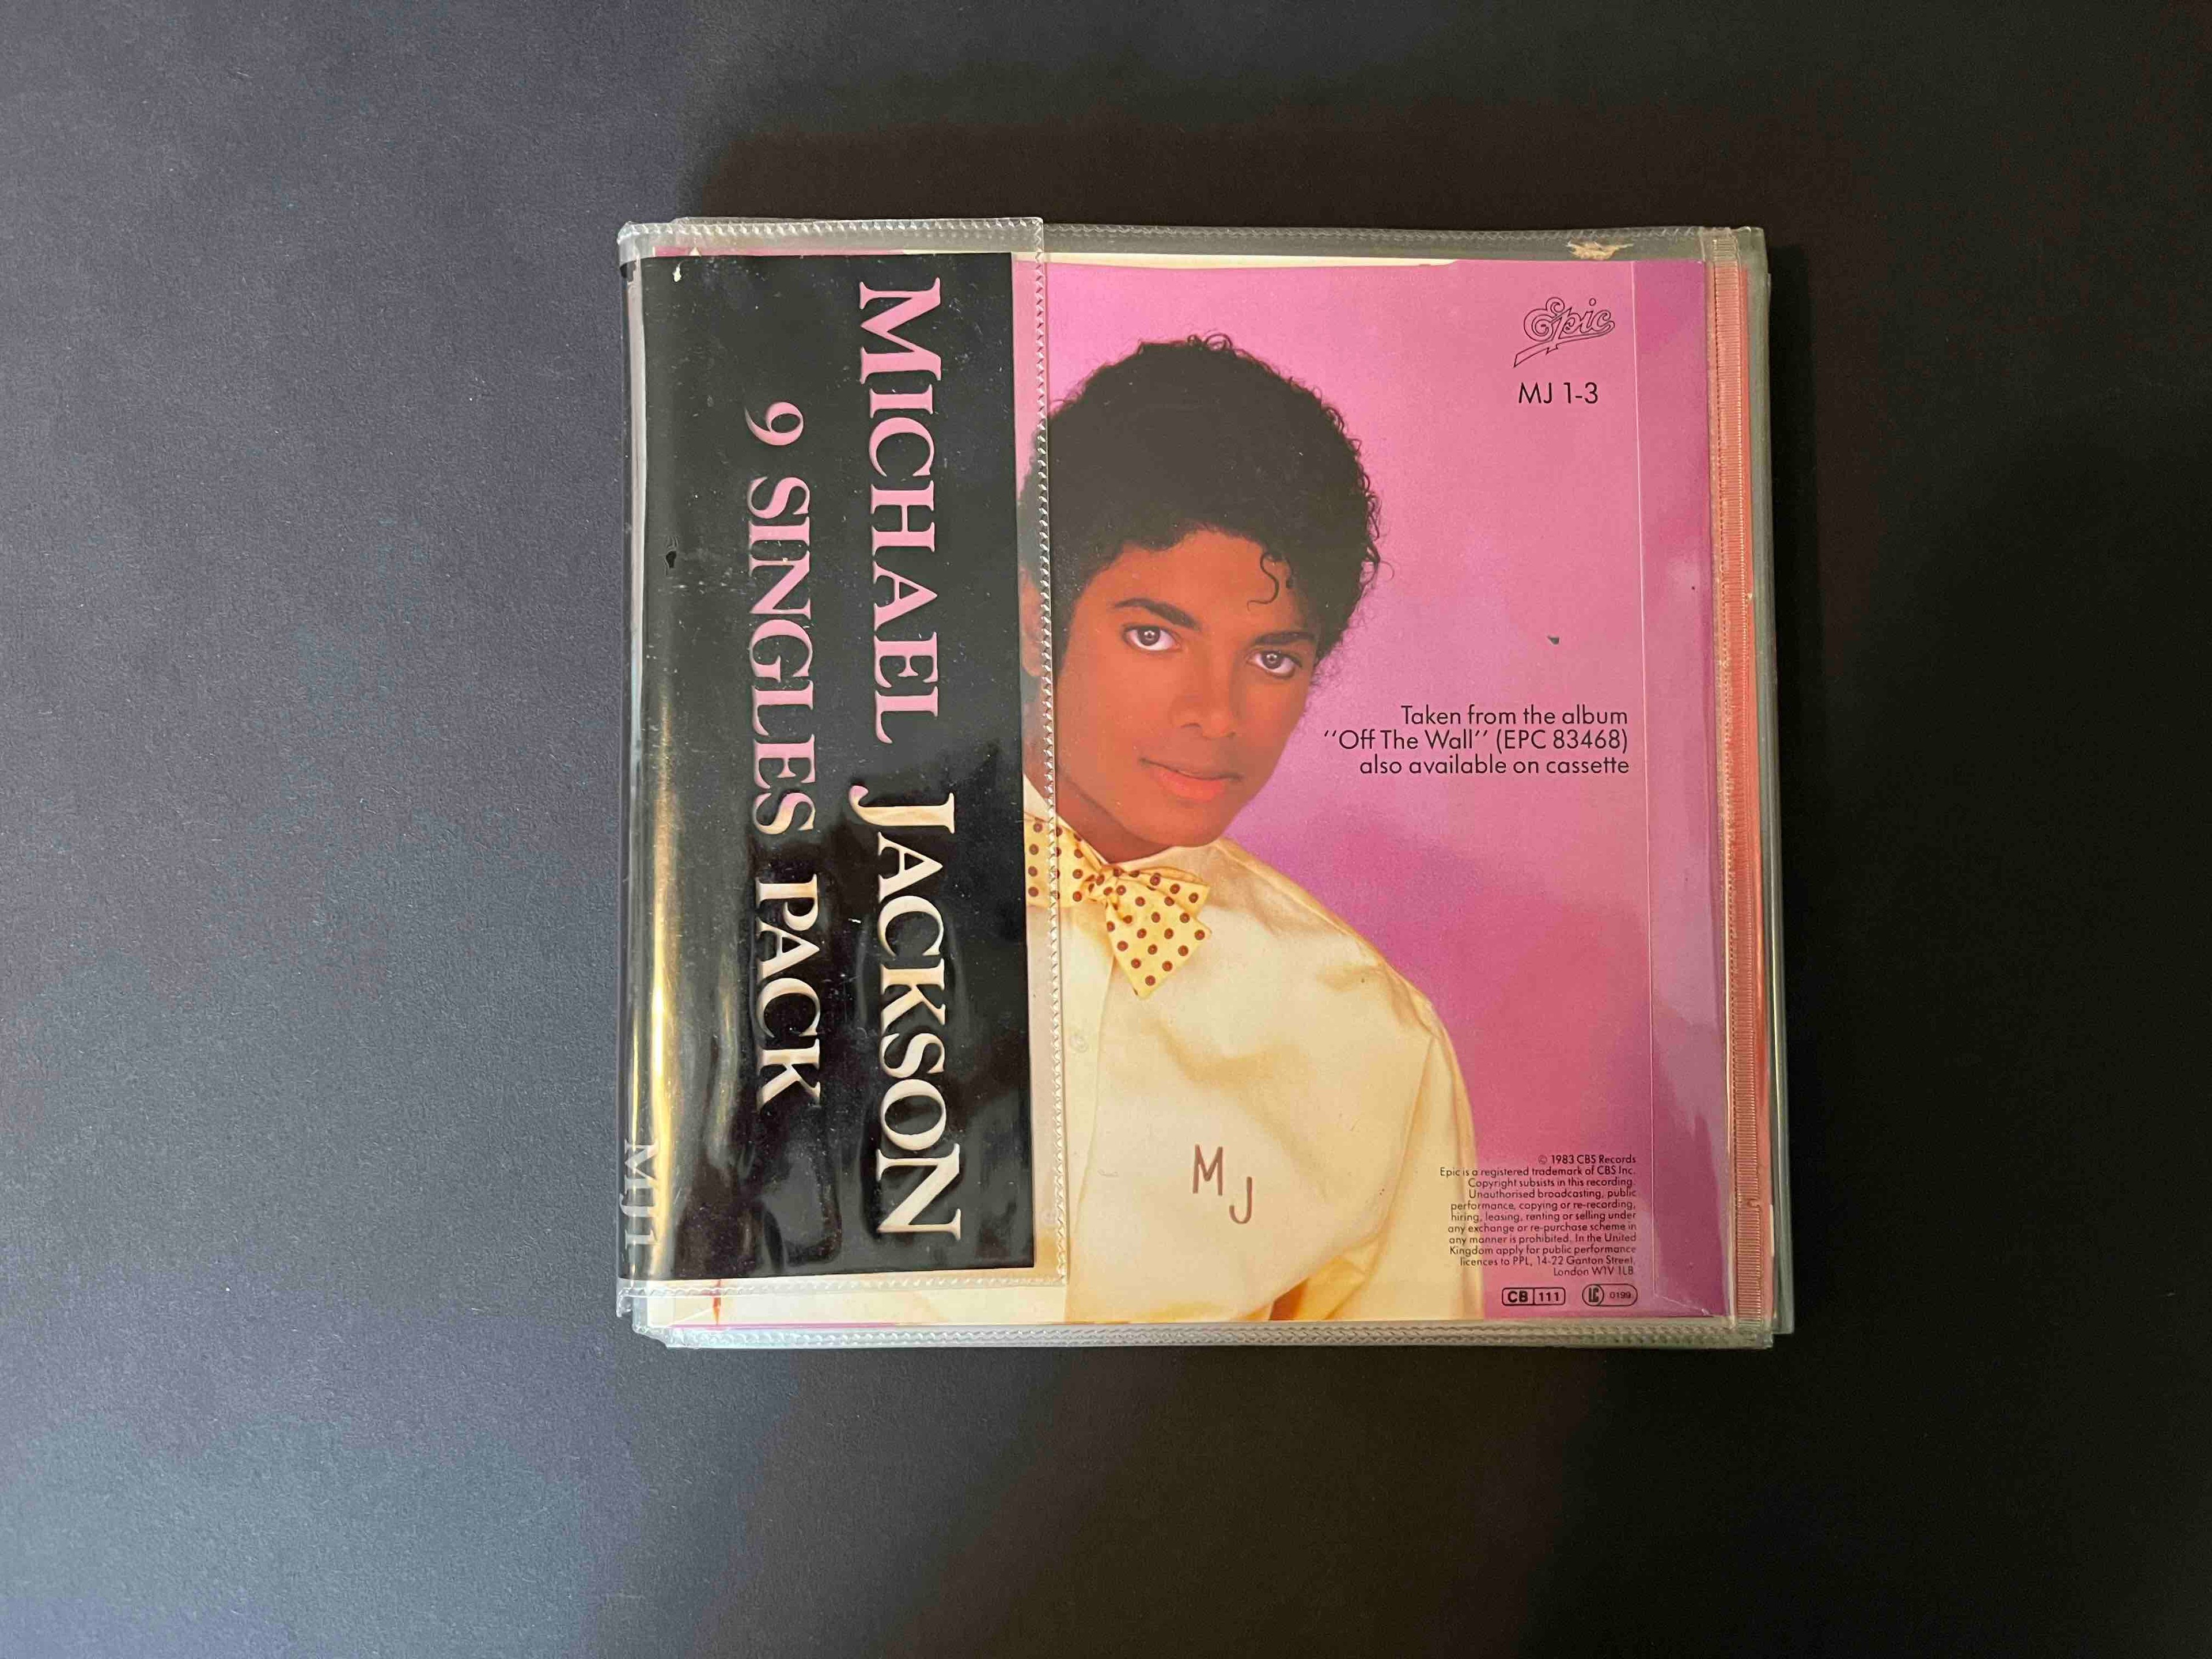 MICHAEL JACKSON
9 SINGLES PACK
MJ1
Epic
MJ 1-3
Taken from the album
''Off The Wall'' (EPC 83468)
also available on cassette
MJ
© 1983 CBS Records
Epic is a registered trademark of CBS Inc.
Copyright subsists in this recording.
Unauthorised broadcasting, public
performance, copying or re-recording,
hiring, leasing, renting or selling under
any exchange or re-purchase scheme in
any manner is prohibited. In the United
Kingdom apply for public performance
licences to PPL, 14-22 Ganton Street,
London W1V 1LB.
CB 111 LC 0199